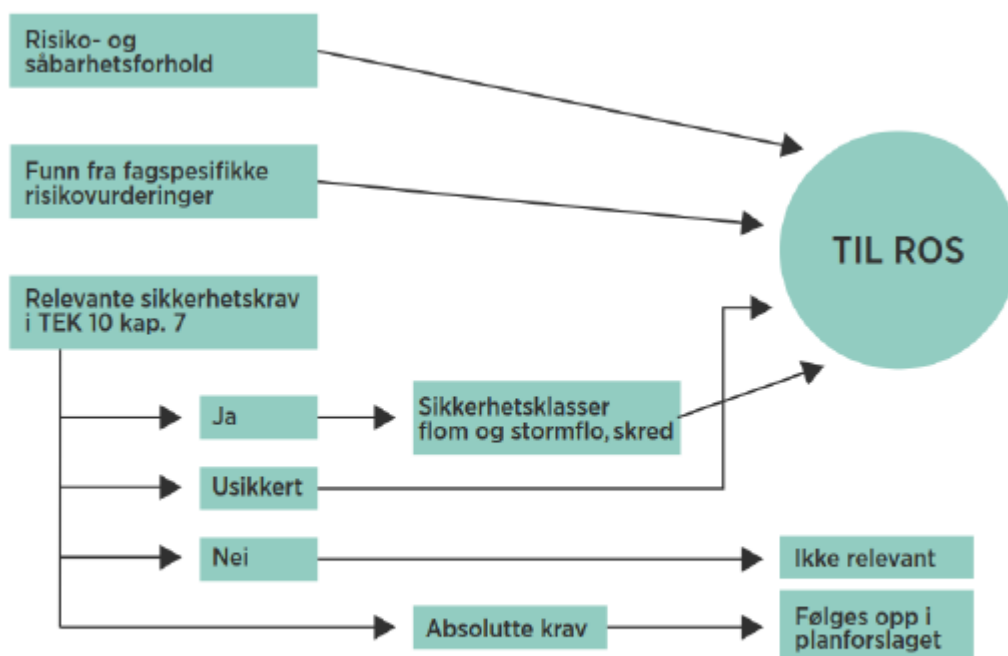 Risiko- og
såbarhetsforhold
Funn fra fagspesifikke
risikovurderinger
TIL ROS
Relevante sikkerhetskrav
i TEK 10 kap. 7
Ja
Sikkerhetsklasser
flom og stormflo, skred
Usikkert
Nei
Ikke relevant
Absolutte krav
Følges opp i
planforslaget